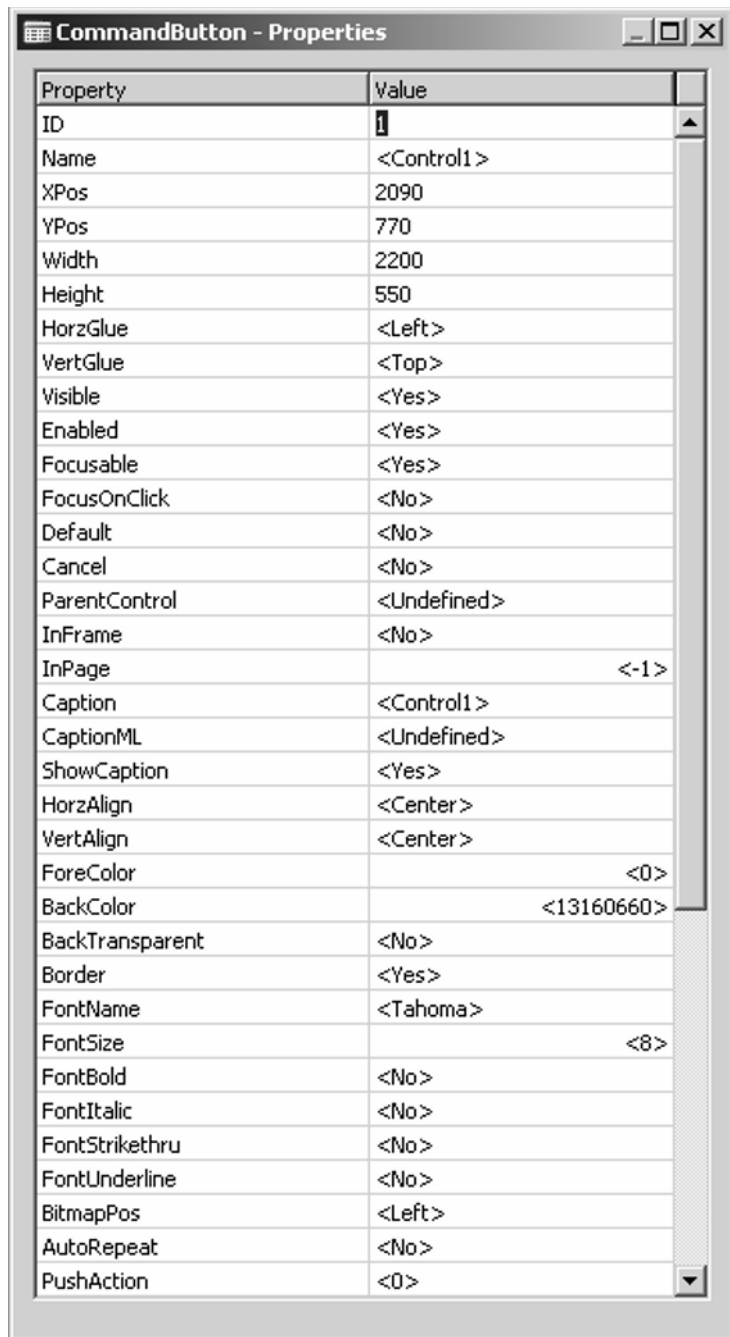 CommandButton - Properties
Property Value
ID 1
Name <Control1>
XPos 2090
YPos 770
Width 2200
Height 550
HorzGlue <Left>
VertGlue <Top>
Visible <Yes>
Enabled <Yes>
Focusable <Yes>
FocusOnClick <No>
Default <No>
Cancel <No>
ParentControl <Undefined>
InFrame <No>
InPage <-1>
Caption <Control1>
CaptionML <Undefined>
ShowCaption <Yes>
HorzAlign <Center>
VertAlign <Center>
ForeColor <0>
BackColor <13160660>
BackTransparent <No>
Border <Yes>
FontName <Tahoma>
FontSize <8>
FontBold <No>
FontItalic <No>
FontStrikethru <No>
FontUnderline <No>
BitmapPos <Left>
AutoRepeat <No>
PushAction <0>